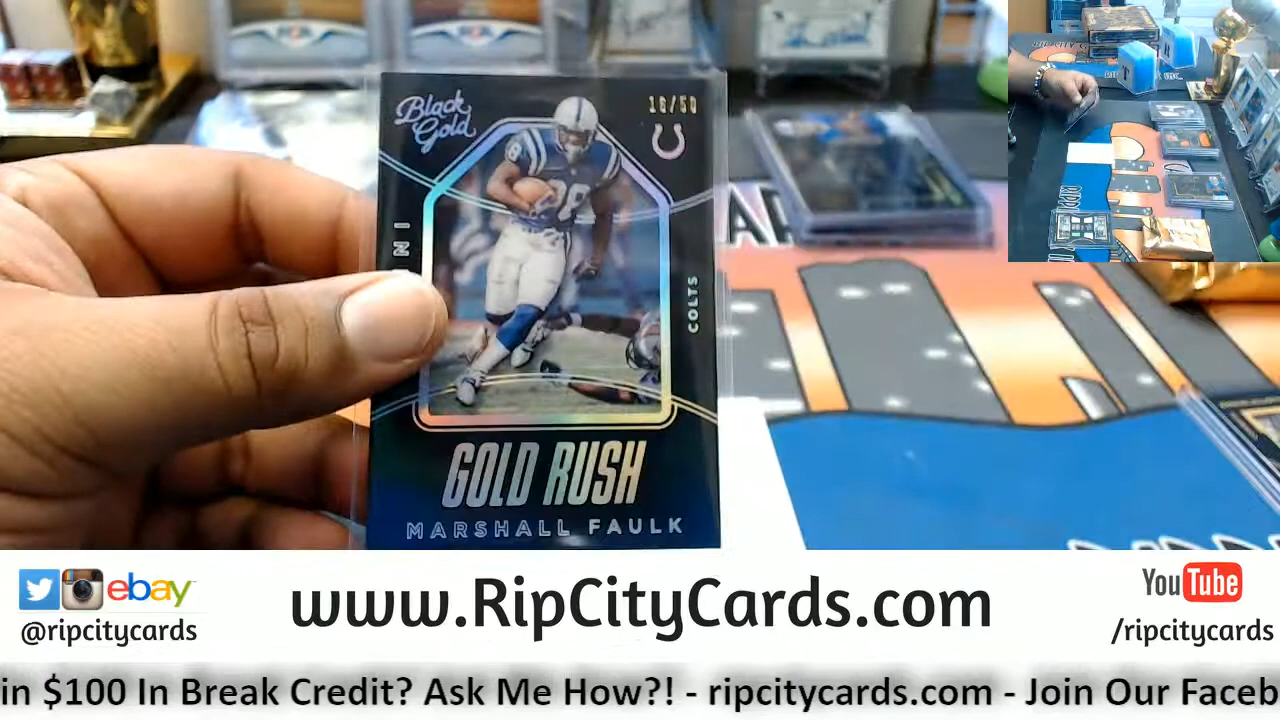 Black
Gold
16/50
COLTS
GOLD RUSH
MARSHALL FAULK
ebay
www.RipCityCards.com
YouTube
@ripcitycards
/ripcitycards
in $100 In Break Credit? Ask Me How?! - ripcitycards.com - Join Our Faceb